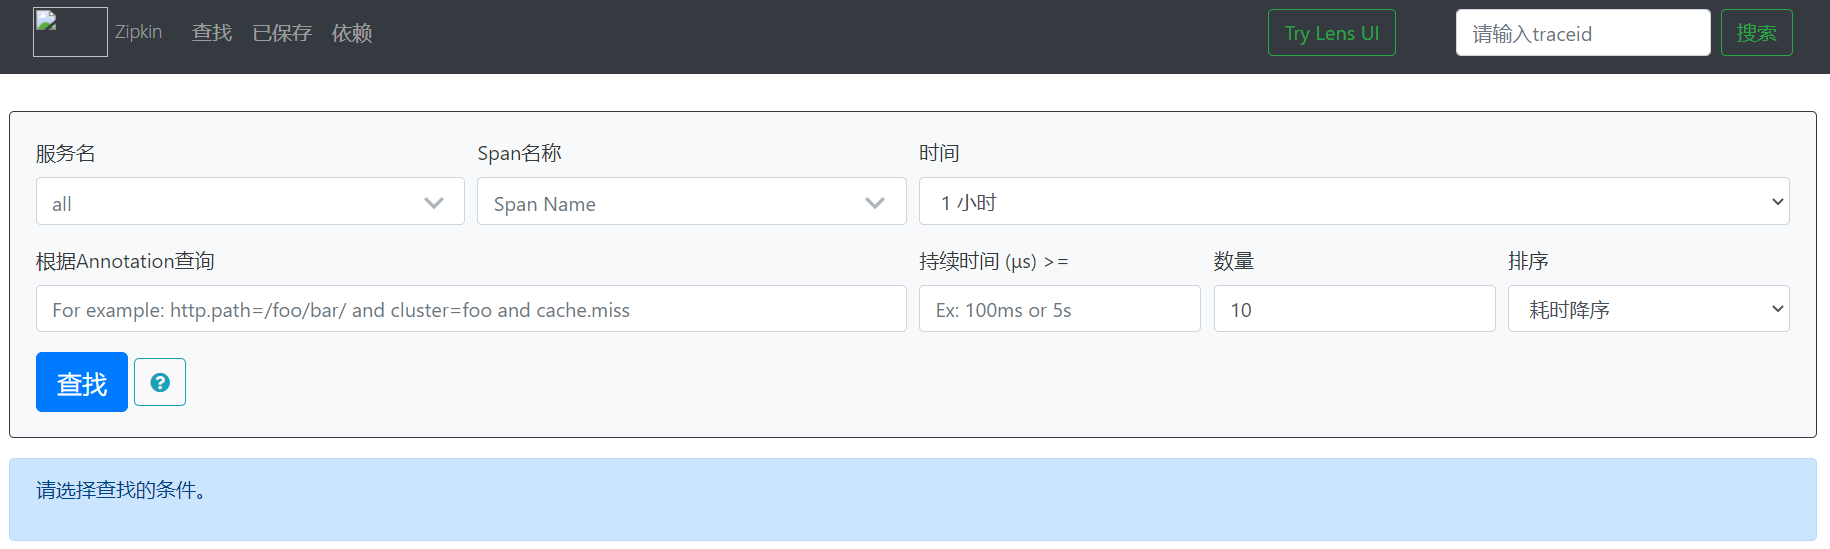 Zipkin 查找 已保存 依赖 Try Lens UI 请输入traceid 搜索
服务名 Span名称 时间
all Span Name 1 小时
根据Annotation查询 持续时间 (μs) >= 数量 排序
For example: http.path=/foo/bar/ and cluster=foo and cache.miss Ex: 100ms or 5s 10 耗时降序
查找 ?
请选择查找的条件。